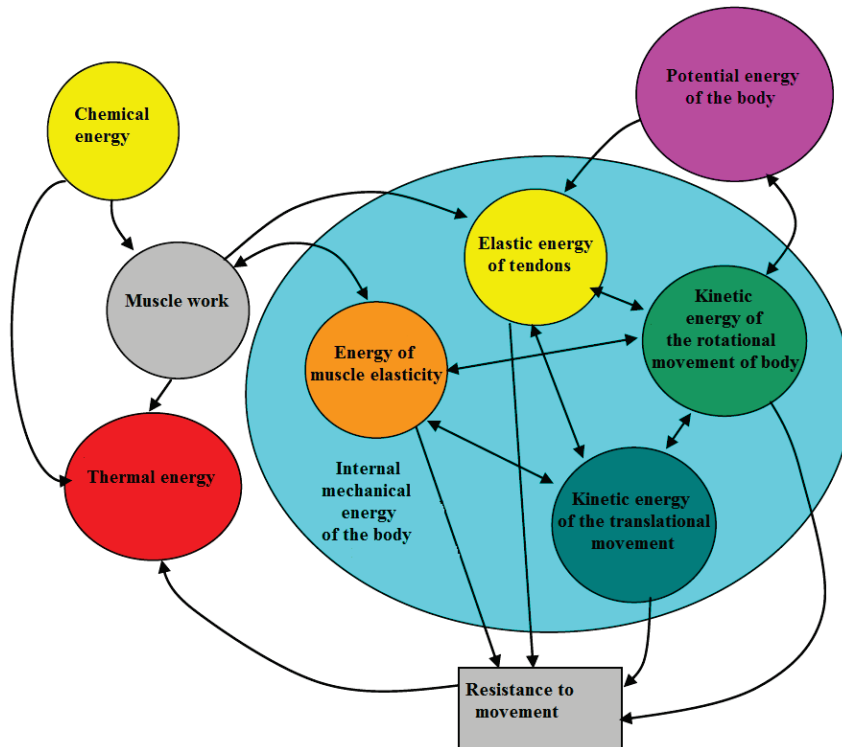 Potential energy
of the body
Chemical
energy
Elastic energy
of tendons
Muscle work
Kinetic
energy of
the rotational
movement of body
Energy of
muscle elasticity
Thermal energy
Internal
mechanical
energy
of the body
Kinetic energy
of the translational
movement
Resistance to
movement